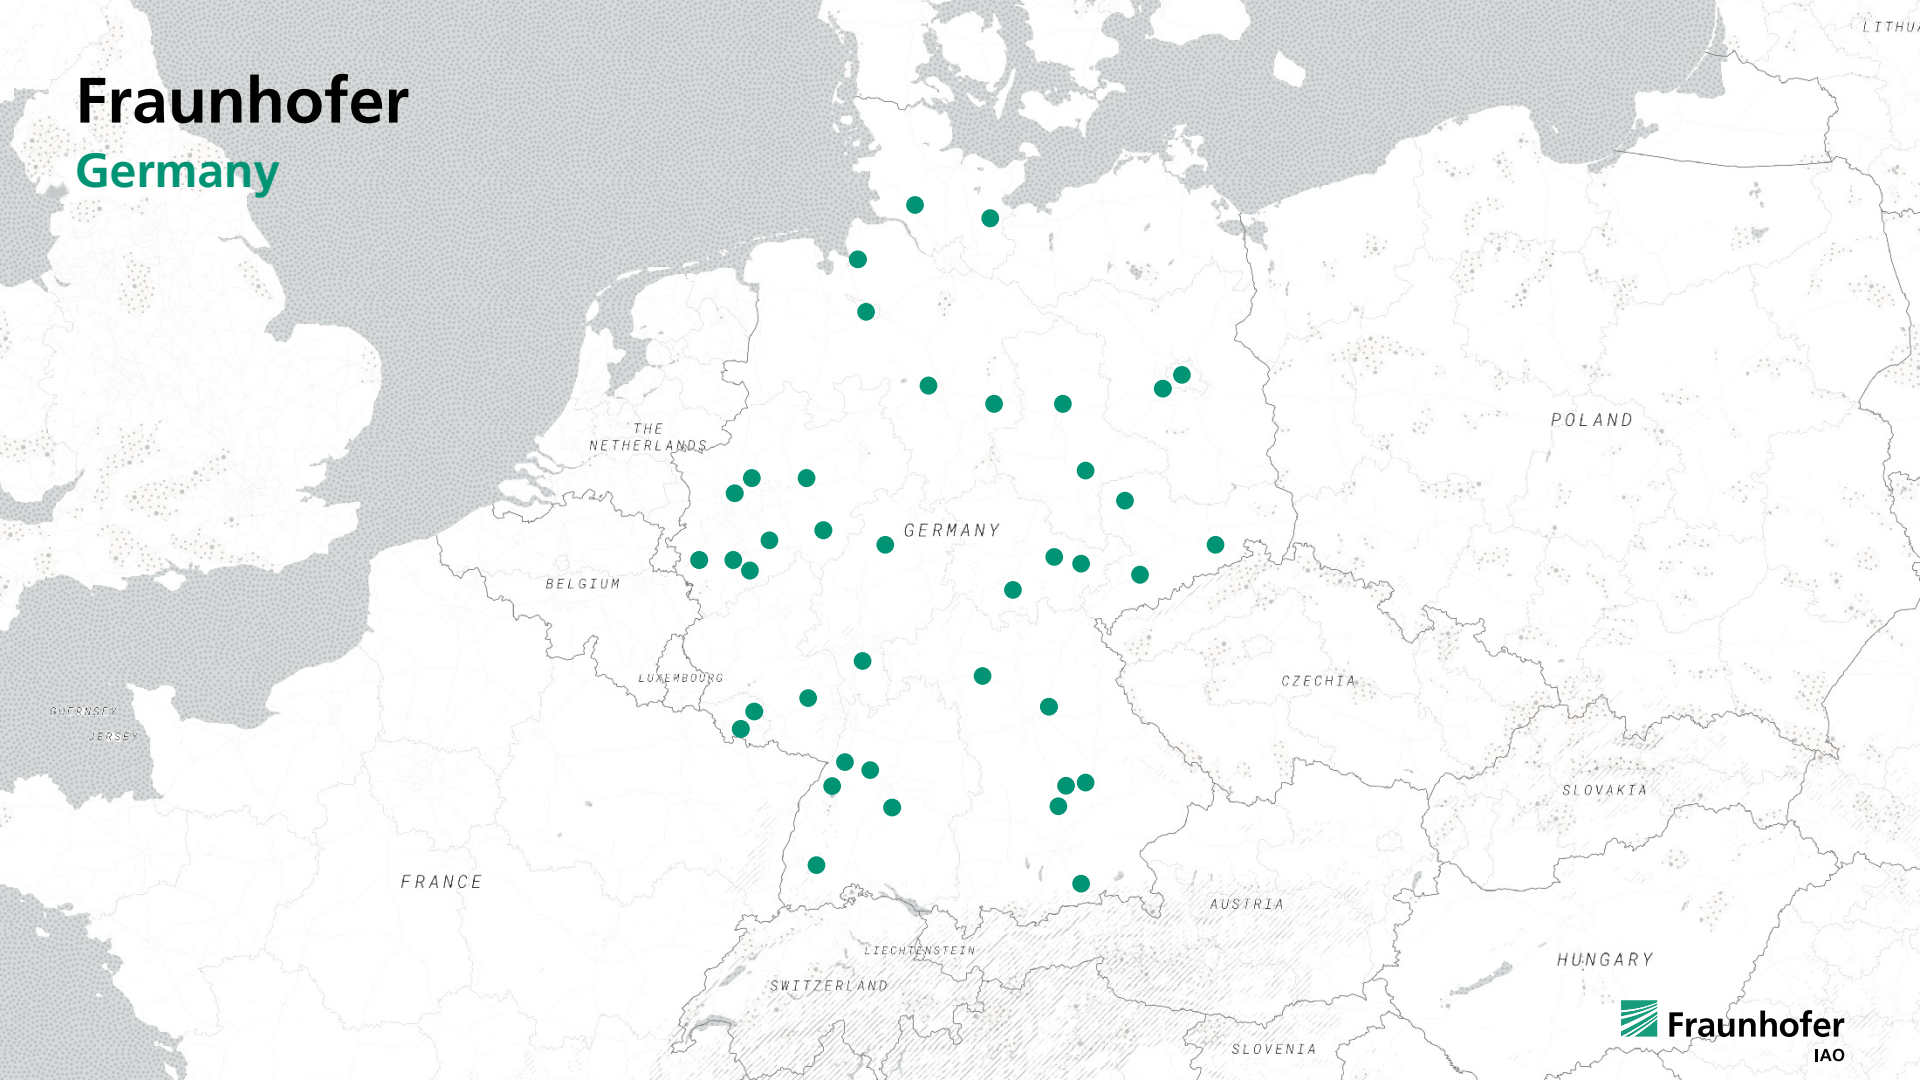 Fraunhofer
Germany
LITHUA
THE
NETHERLANDS
POLAND
GERMANY
BELGIUM
LUXEMBOURG
CZECHIA
GUERNSEY
JERSEY
SLOVAKIA
FRANCE
AUSTRIA
LIECHTENSTEIN
HUNGARY
SWITZERLAND
Fraunhofer
SLOVENIA
IAO